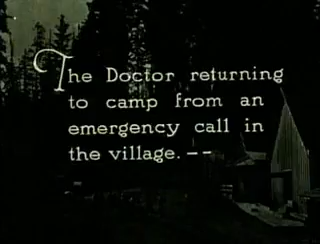 The Doctor returning
to camp from an
emergency call in
the village. – –